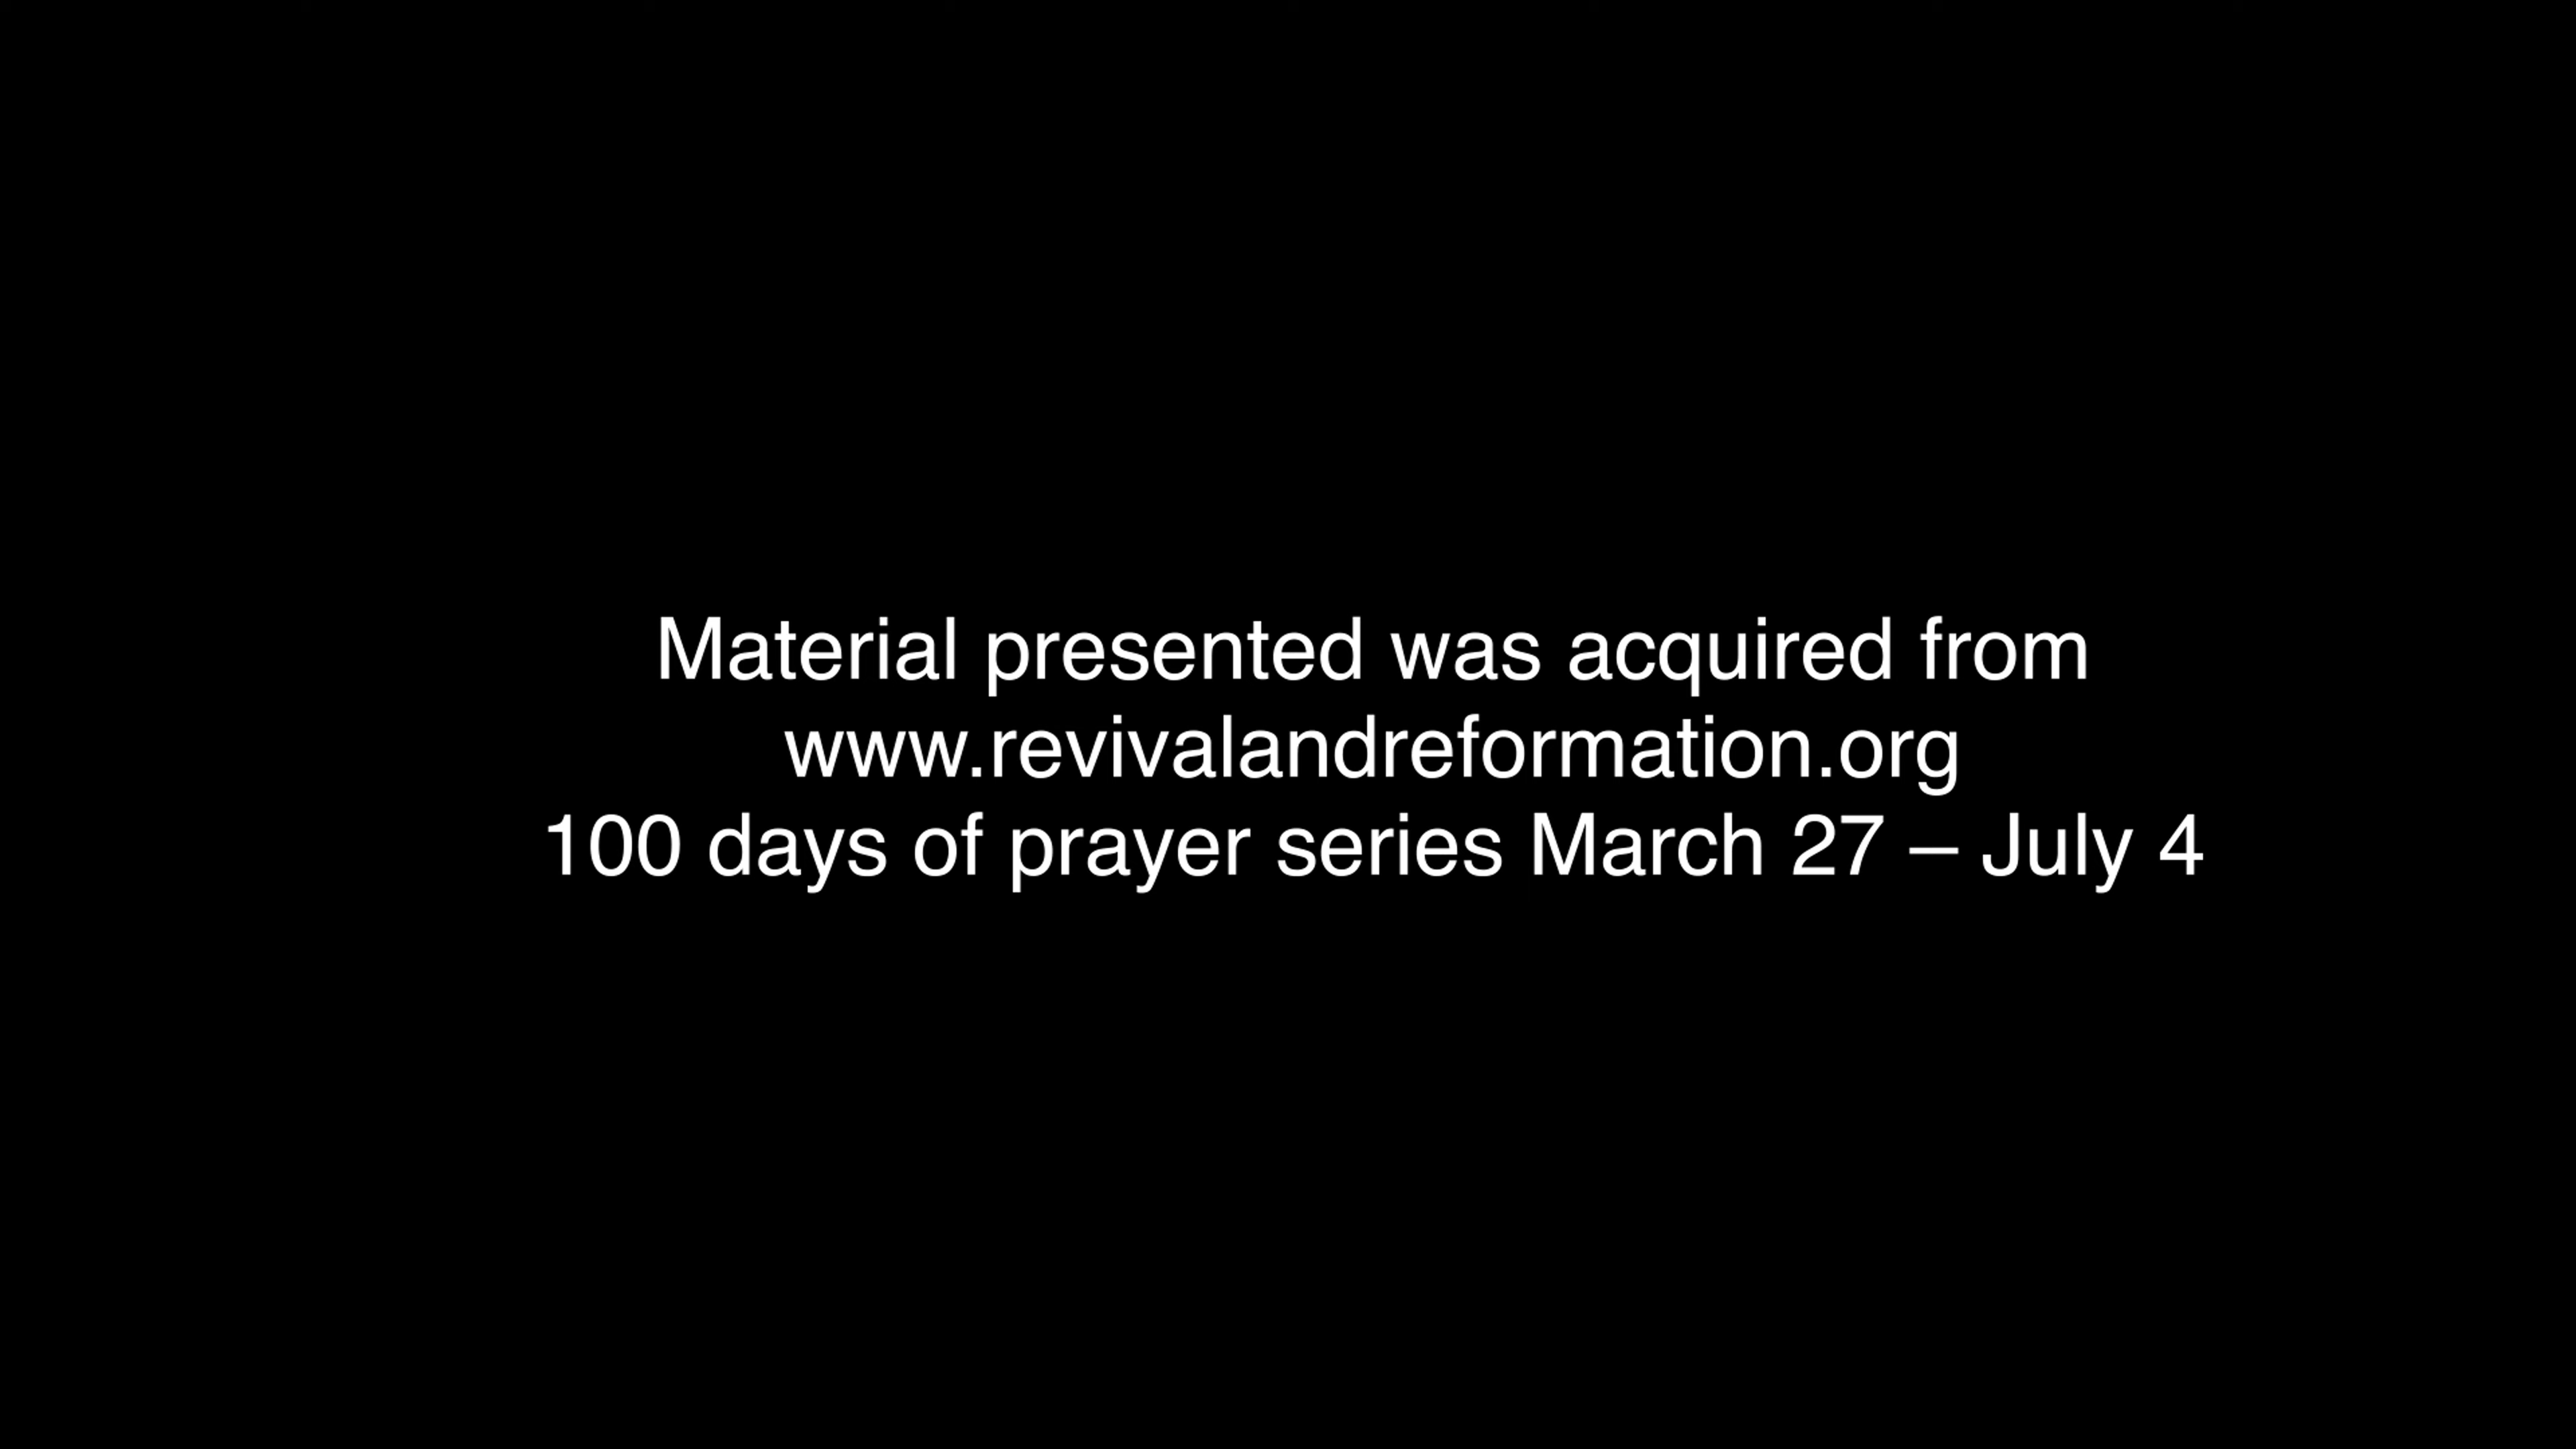 Material presented was acquired from
www.revivalandreformation.org
100 days of prayer series March 27 – July 4